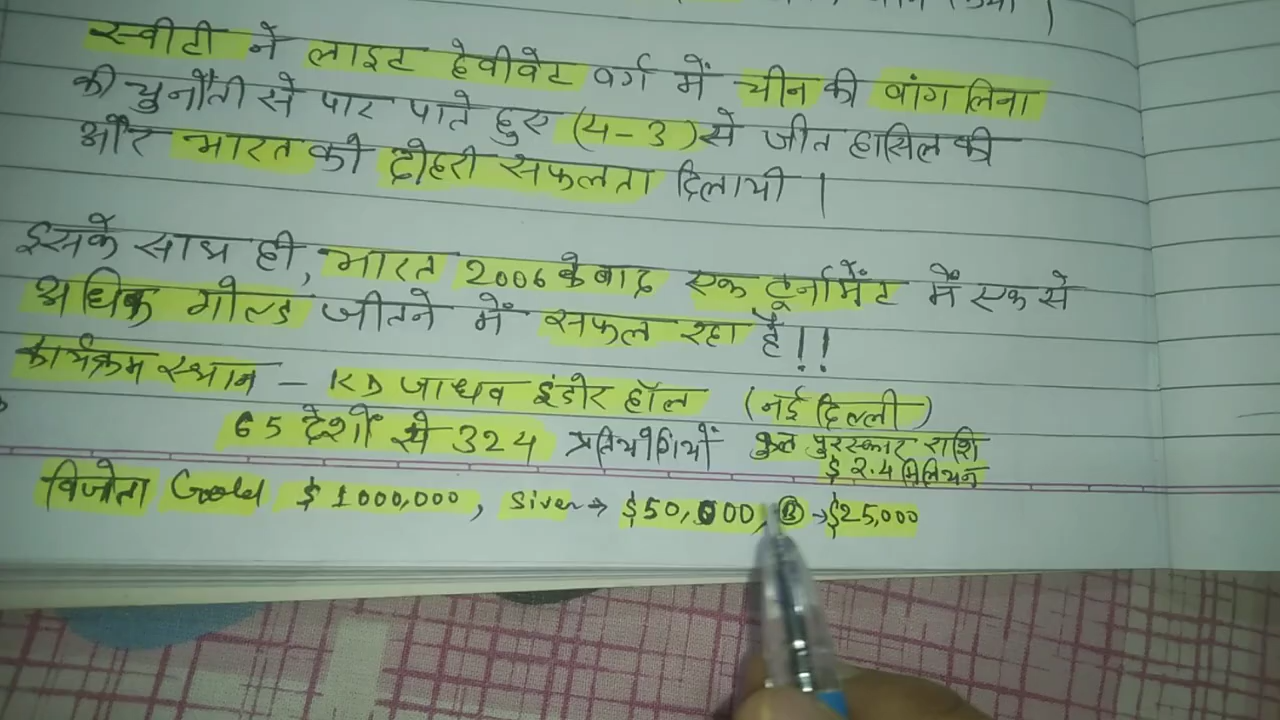 स्वीटी ने लाइट हेवीवेट वर्ग में चीन की वांग लिना
की चुनौती से पार पाते हुए (4-3) से जीत हासिल की
और भारत को दोहरी सफलता दिलायी |
इसके साथ ही, भारत 2006 के बाद एक टूर्नामेंट में एक से
अधिक गोल्ड जीतने में सफल रहा है!!
कार्यक्रम स्थान – KD जाधव इंडोर हॉल (नई दिल्ली)
65 देशों से 324 प्रतियोगियों कुल पुरस्कार राशि
$ 2.4 मिलियन
विजेता Gold $ 1000,000, Siver → $50,000, Ⓑ → $25,000